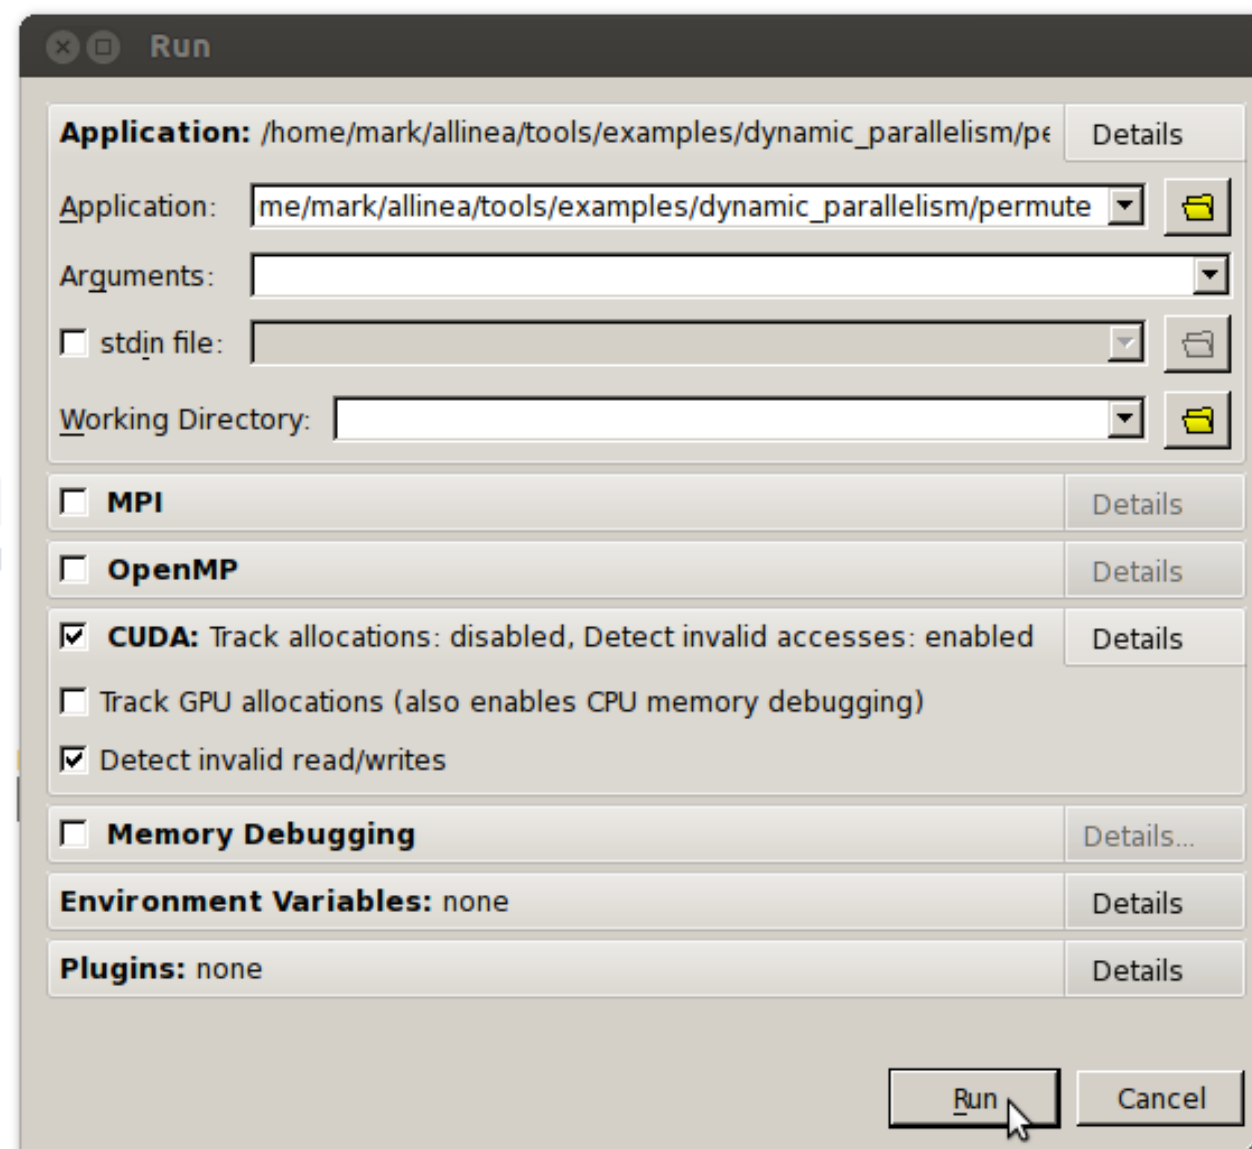 Run
Application: /home/mark/allinea/tools/examples/dynamic_parallelism/pe Details
Application: me/mark/allinea/tools/examples/dynamic_parallelism/permute
Arguments:
stdin file:
Working Directory:
MPI Details
OpenMP Details
CUDA: Track allocations: disabled, Detect invalid accesses: enabled Details
Track GPU allocations (also enables CPU memory debugging)
Detect invalid read/writes
Memory Debugging Details...
Environment Variables: none Details
Plugins: none Details
Run Cancel